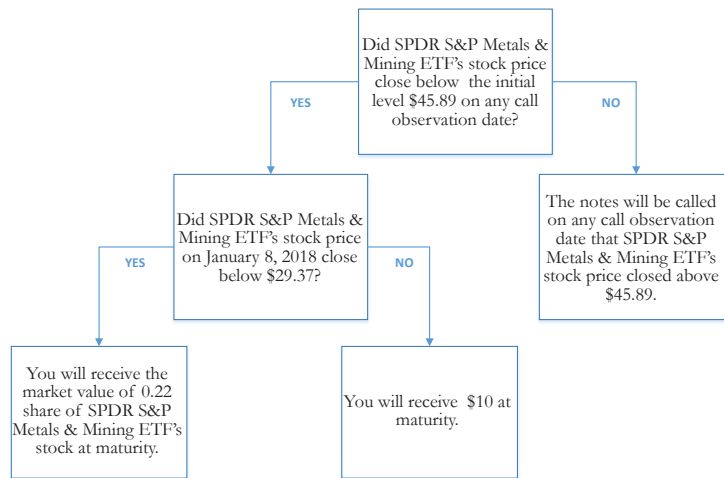 Did SPDR S&P Metals &
Mining ETF's stock price
close below the initial
level $45.89 on any call
observation date?
YES
NO
Did SPDR S&P Metals &
Mining ETF's stock price
on January 8, 2018 close
below $29.37?
The notes will be called
on any call observation
date that SPDR S&P
Metals & Mining ETF's
stock price closed above
$45.89.
YES
NO
You will receive the
market value of 0.22
share of SPDR S&P
Metals & Mining ETF's
stock at maturity.
You will receive $10 at
maturity.